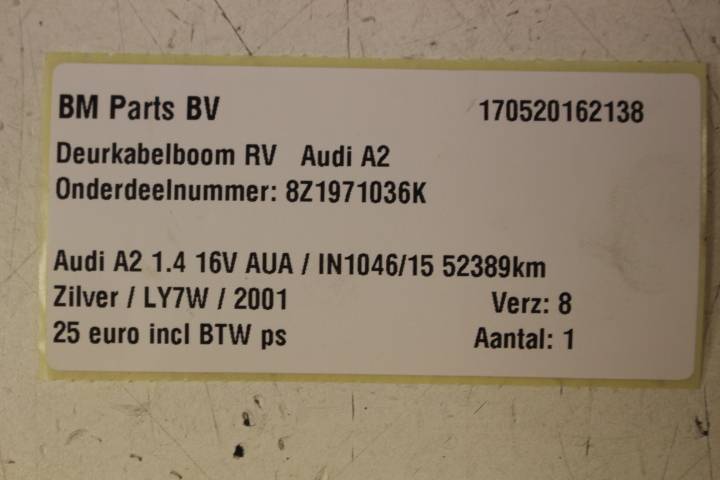 BM Parts BV 170520162138
Deurkabelboom RV Audi A2
Onderdeelnummer: 8Z1971036K
Audi A2 1.4 16V AUA / IN1046/15 52389km
Zilver / LY7W / 2001 Verz: 8
25 euro incl BTW ps Aantal: 1